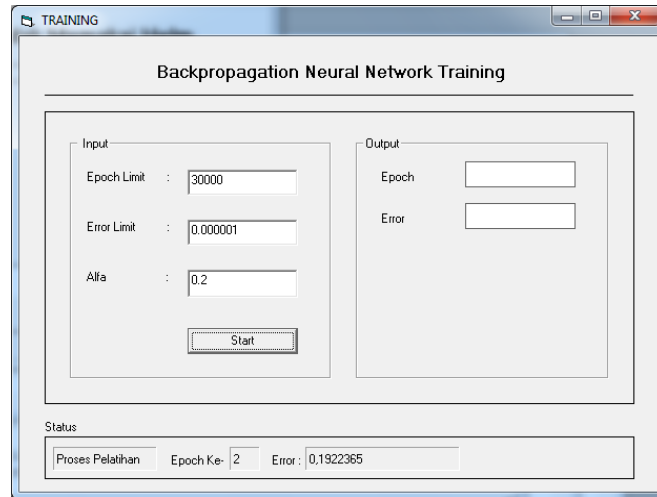 TRAINING
Backpropagation Neural Network Training
Input
Epoch Limit : 30000
Error Limit : 0.000001
Alfa : 0.2
Start
Output
Epoch
Error
Status
Proses Pelatihan Epoch Ke- 2 Error : 0,1922365